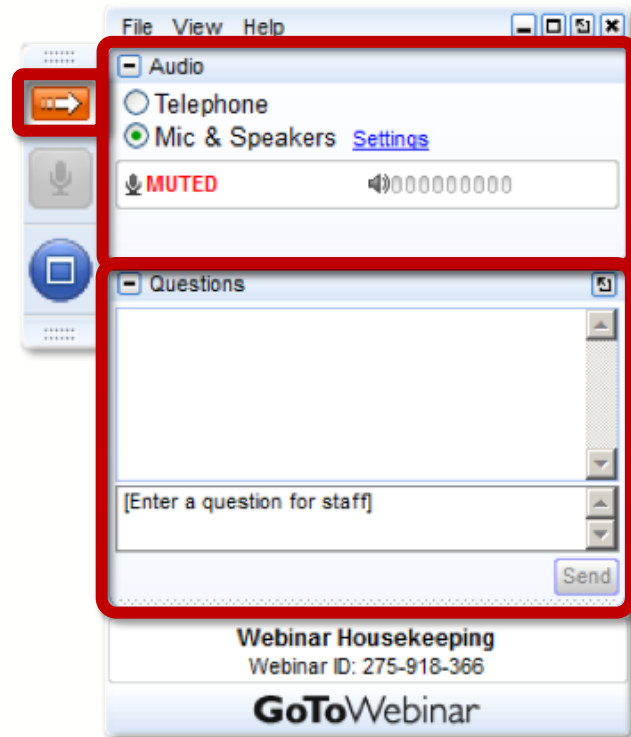 File View Help
Audio
Telephone
Mic & Speakers Settings
MUTED 000000000
Questions
[Enter a question for staff]
Send
Webinar Housekeeping
Webinar ID: 275-918-366
GoToWebinar